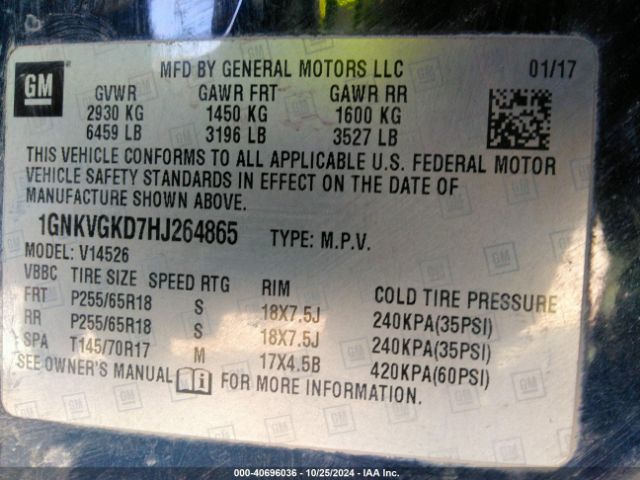 GM
MFD BY GENERAL MOTORS LLC 01/17
GVWR GAWR FRT GAWR RR
2930 KG 1450 KG 1600 KG
6459 LB 3196 LB 3527 LB
THIS VEHICLE CONFORMS TO ALL APPLICABLE U.S. FEDERAL MOTOR
VEHICLE SAFETY STANDARDS IN EFFECT ON THE DATE OF
MANUFACTURE SHOWN ABOVE.
1GNKVGKD7HJ264865 TYPE: M.P.V.
MODEL: V14526
VBBC TIRE SIZE SPEED RTG RIM COLD TIRE PRESSURE
FRT P255/65R18 S 18X7.5J 240KPA(35PSI)
RR P255/65R18 S 18X7.5J 240KPA(35PSI)
SPA T145/70R17 M 17X4.5B 420KPA(60PSI)
SEE OWNER'S MANUAL FOR MORE INFORMATION.
000-40696036 - 10/25/2024 - IAA Inc.